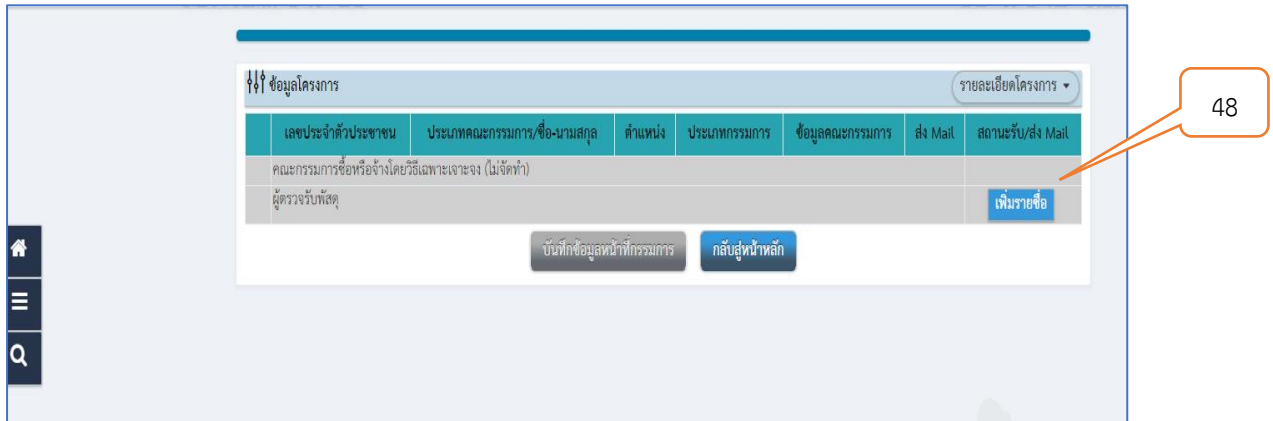 ข้อมูลโครงการ
รายละเอียดโครงการ
48
เลขประจำตัวประชาชน ประเภทคณะกรรมการ/ชื่อ-นามสกุล ตำแหน่ง ประเภทกรรมการ ข้อมูลคณะกรรมการ ส่ง Mail สถานะรับ/ส่ง Mail
คณะกรรมการซื้อหรือจ้างโดยวิธีเฉพาะเจาะจง (ไม่จัดทำ)
ผู้ตรวจรับพัสดุ เพิ่มรายชื่อ
บันทึกข้อมูลหน้าที่กรรมการ กลับสู่หน้าหลัก